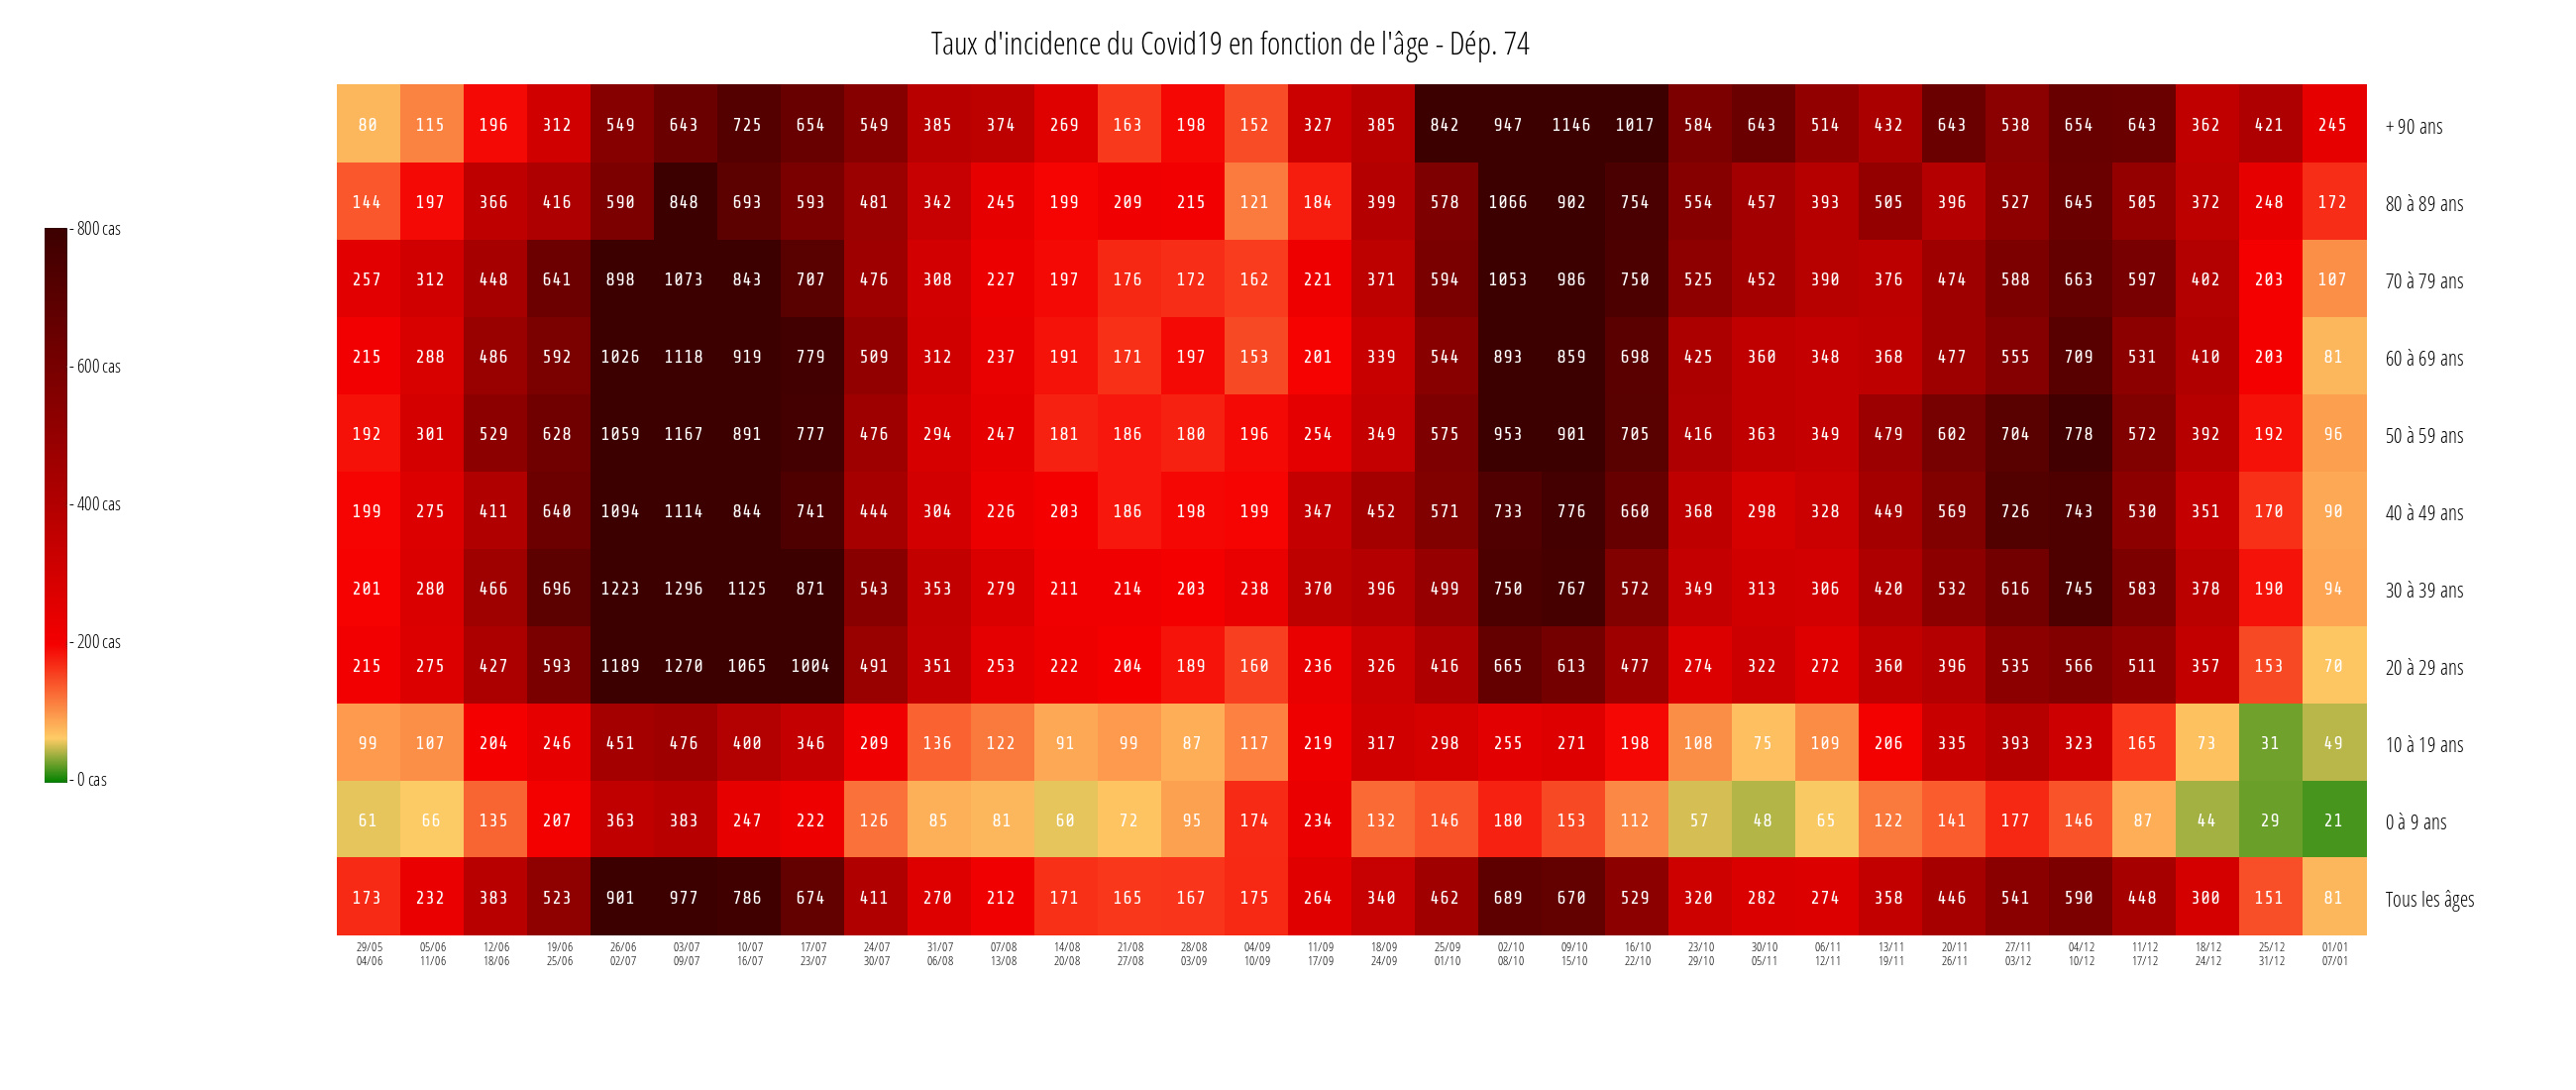 Taux d'incidence du Covid19 en fonction de l'âge - Dép. 74
- 800 cas
- 600 cas
- 400 cas
- 200 cas
- 0 cas
80 115 196 312 549 643 725 654 549 385 374 269 163 198 152 327 385 842 947 1146 1017 584 643 514 432 643 538 654 643 362 421 245 + 90 ans
144 197 366 416 590 848 693 593 481 342 245 199 209 215 121 184 399 578 1066 902 754 554 457 393 505 396 527 645 505 372 248 172 80 à 89 ans
257 312 448 641 898 1073 843 707 476 308 227 197 176 172 162 221 371 594 1053 986 750 525 452 390 376 474 588 663 597 402 203 107 70 à 79 ans
215 288 486 592 1026 1118 919 779 509 312 237 191 171 197 153 201 339 544 893 859 698 425 360 348 368 477 555 709 531 410 203 81 60 à 69 ans
192 301 529 628 1059 1167 891 777 476 294 247 181 186 180 196 254 349 575 953 901 705 416 363 349 479 602 704 778 572 392 192 96 50 à 59 ans
199 275 411 640 1094 1114 844 741 444 304 226 203 186 198 199 347 452 571 733 776 660 368 298 328 449 569 726 743 530 351 170 90 40 à 49 ans
201 280 466 696 1223 1296 1125 871 543 353 279 211 214 203 238 370 396 499 750 767 572 349 313 306 420 532 616 745 583 378 190 94 30 à 39 ans
215 275 427 593 1189 1270 1065 1004 491 351 253 222 204 189 160 236 326 416 665 613 477 274 322 272 360 396 535 566 511 357 153 70 20 à 29 ans
99 107 204 246 451 476 400 346 209 136 122 91 99 87 117 219 317 298 255 271 198 108 75 109 206 335 393 323 165 73 31 49 10 à 19 ans
61 66 135 207 363 383 247 222 126 85 81 60 72 95 174 234 132 146 180 153 112 57 48 65 122 141 177 146 87 44 29 21 0 à 9 ans
173 232 383 523 901 977 786 674 411 270 212 171 165 167 175 264 340 462 689 670 529 320 282 274 358 446 541 590 448 300 151 81 Tous les âges
29/05 05/06 12/06 19/06 26/06 03/07 10/07 17/07 24/07 31/07 07/08 14/08 21/08 28/08 04/09 11/09 18/09 25/09 02/10 09/10 16/10 23/10 30/10 06/11 13/11 20/11 27/11 04/12 11/12 18/12 25/12 01/01
04/06 11/06 18/06 25/06 02/07 09/07 16/07 23/07 30/07 06/08 13/08 20/08 27/08 03/09 10/09 17/09 24/09 01/10 08/10 15/10 22/10 29/10 05/11 12/11 19/11 26/11 03/12 10/12 17/12 24/12 31/12 07/01